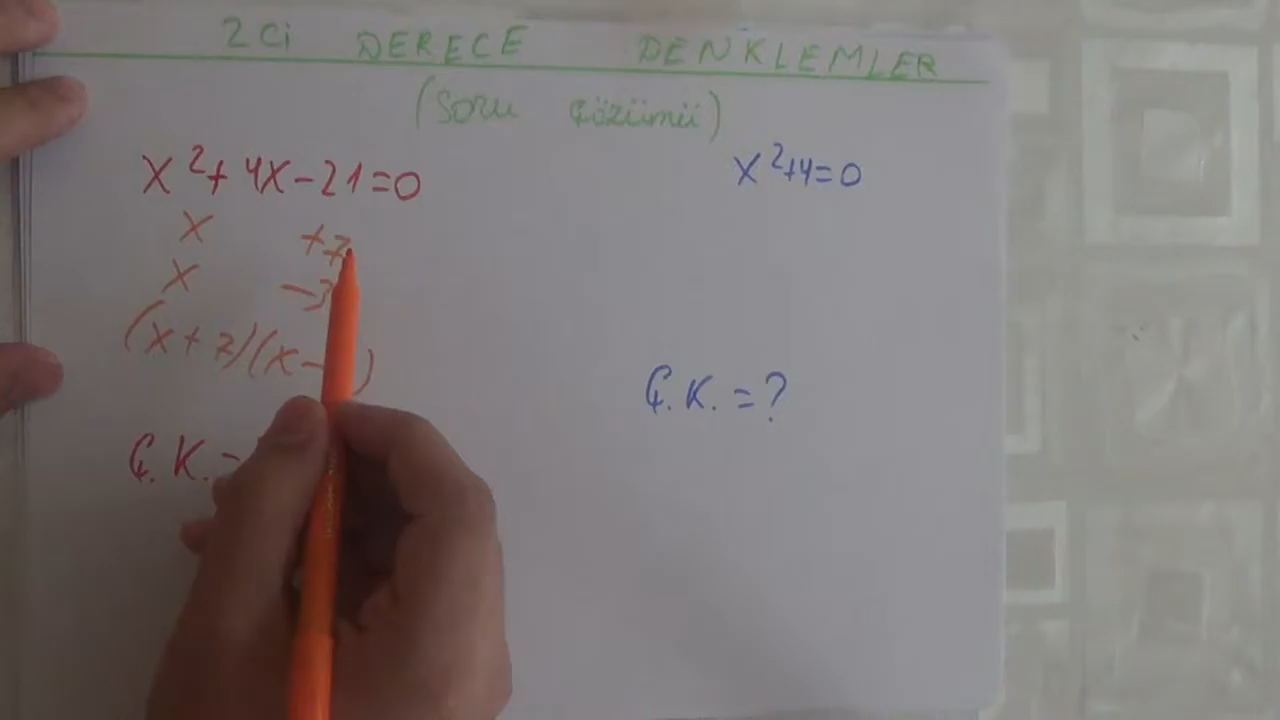 2Ci DERECE DENKLEMLER
(Soru Çözümü)
x²+4x-21=0
x +7
x -3
(x+7)(x- )
Ç.K.=
x²+4=0
Ç.K.=?